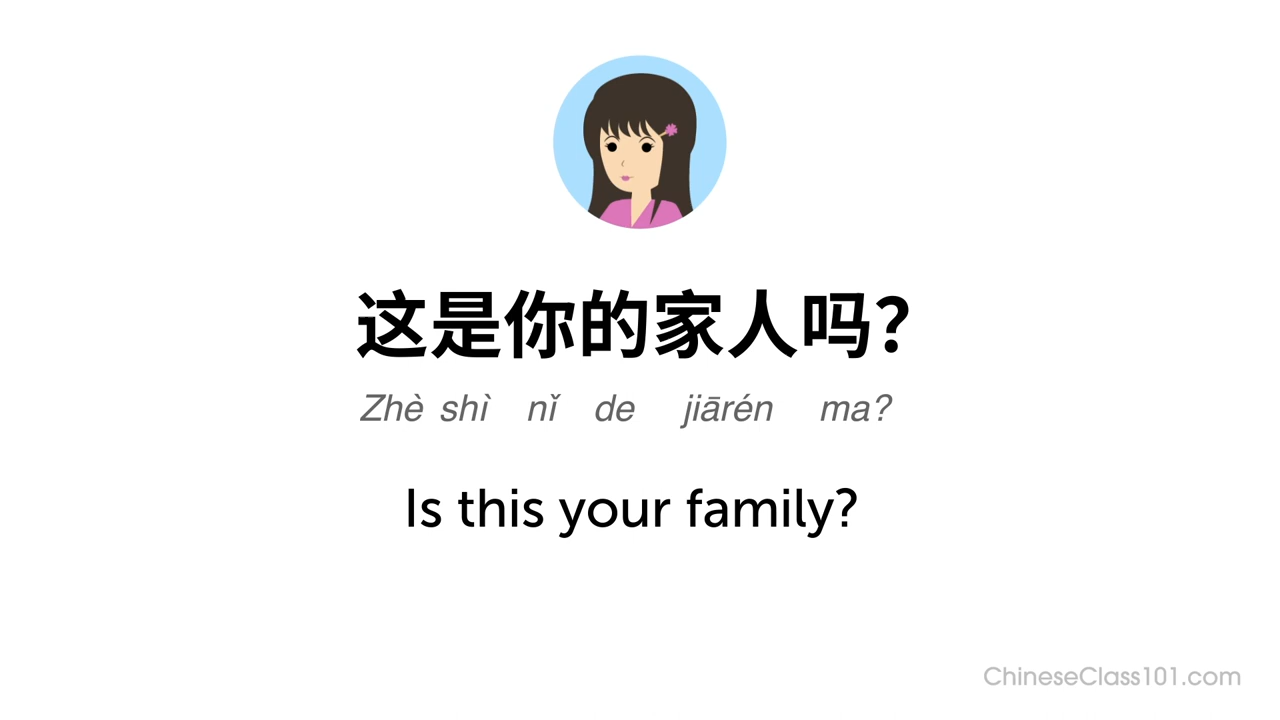 这是你的家人吗？
Zhè shì nǐ de jiārén ma?
Is this your family?
ChineseClass101.com